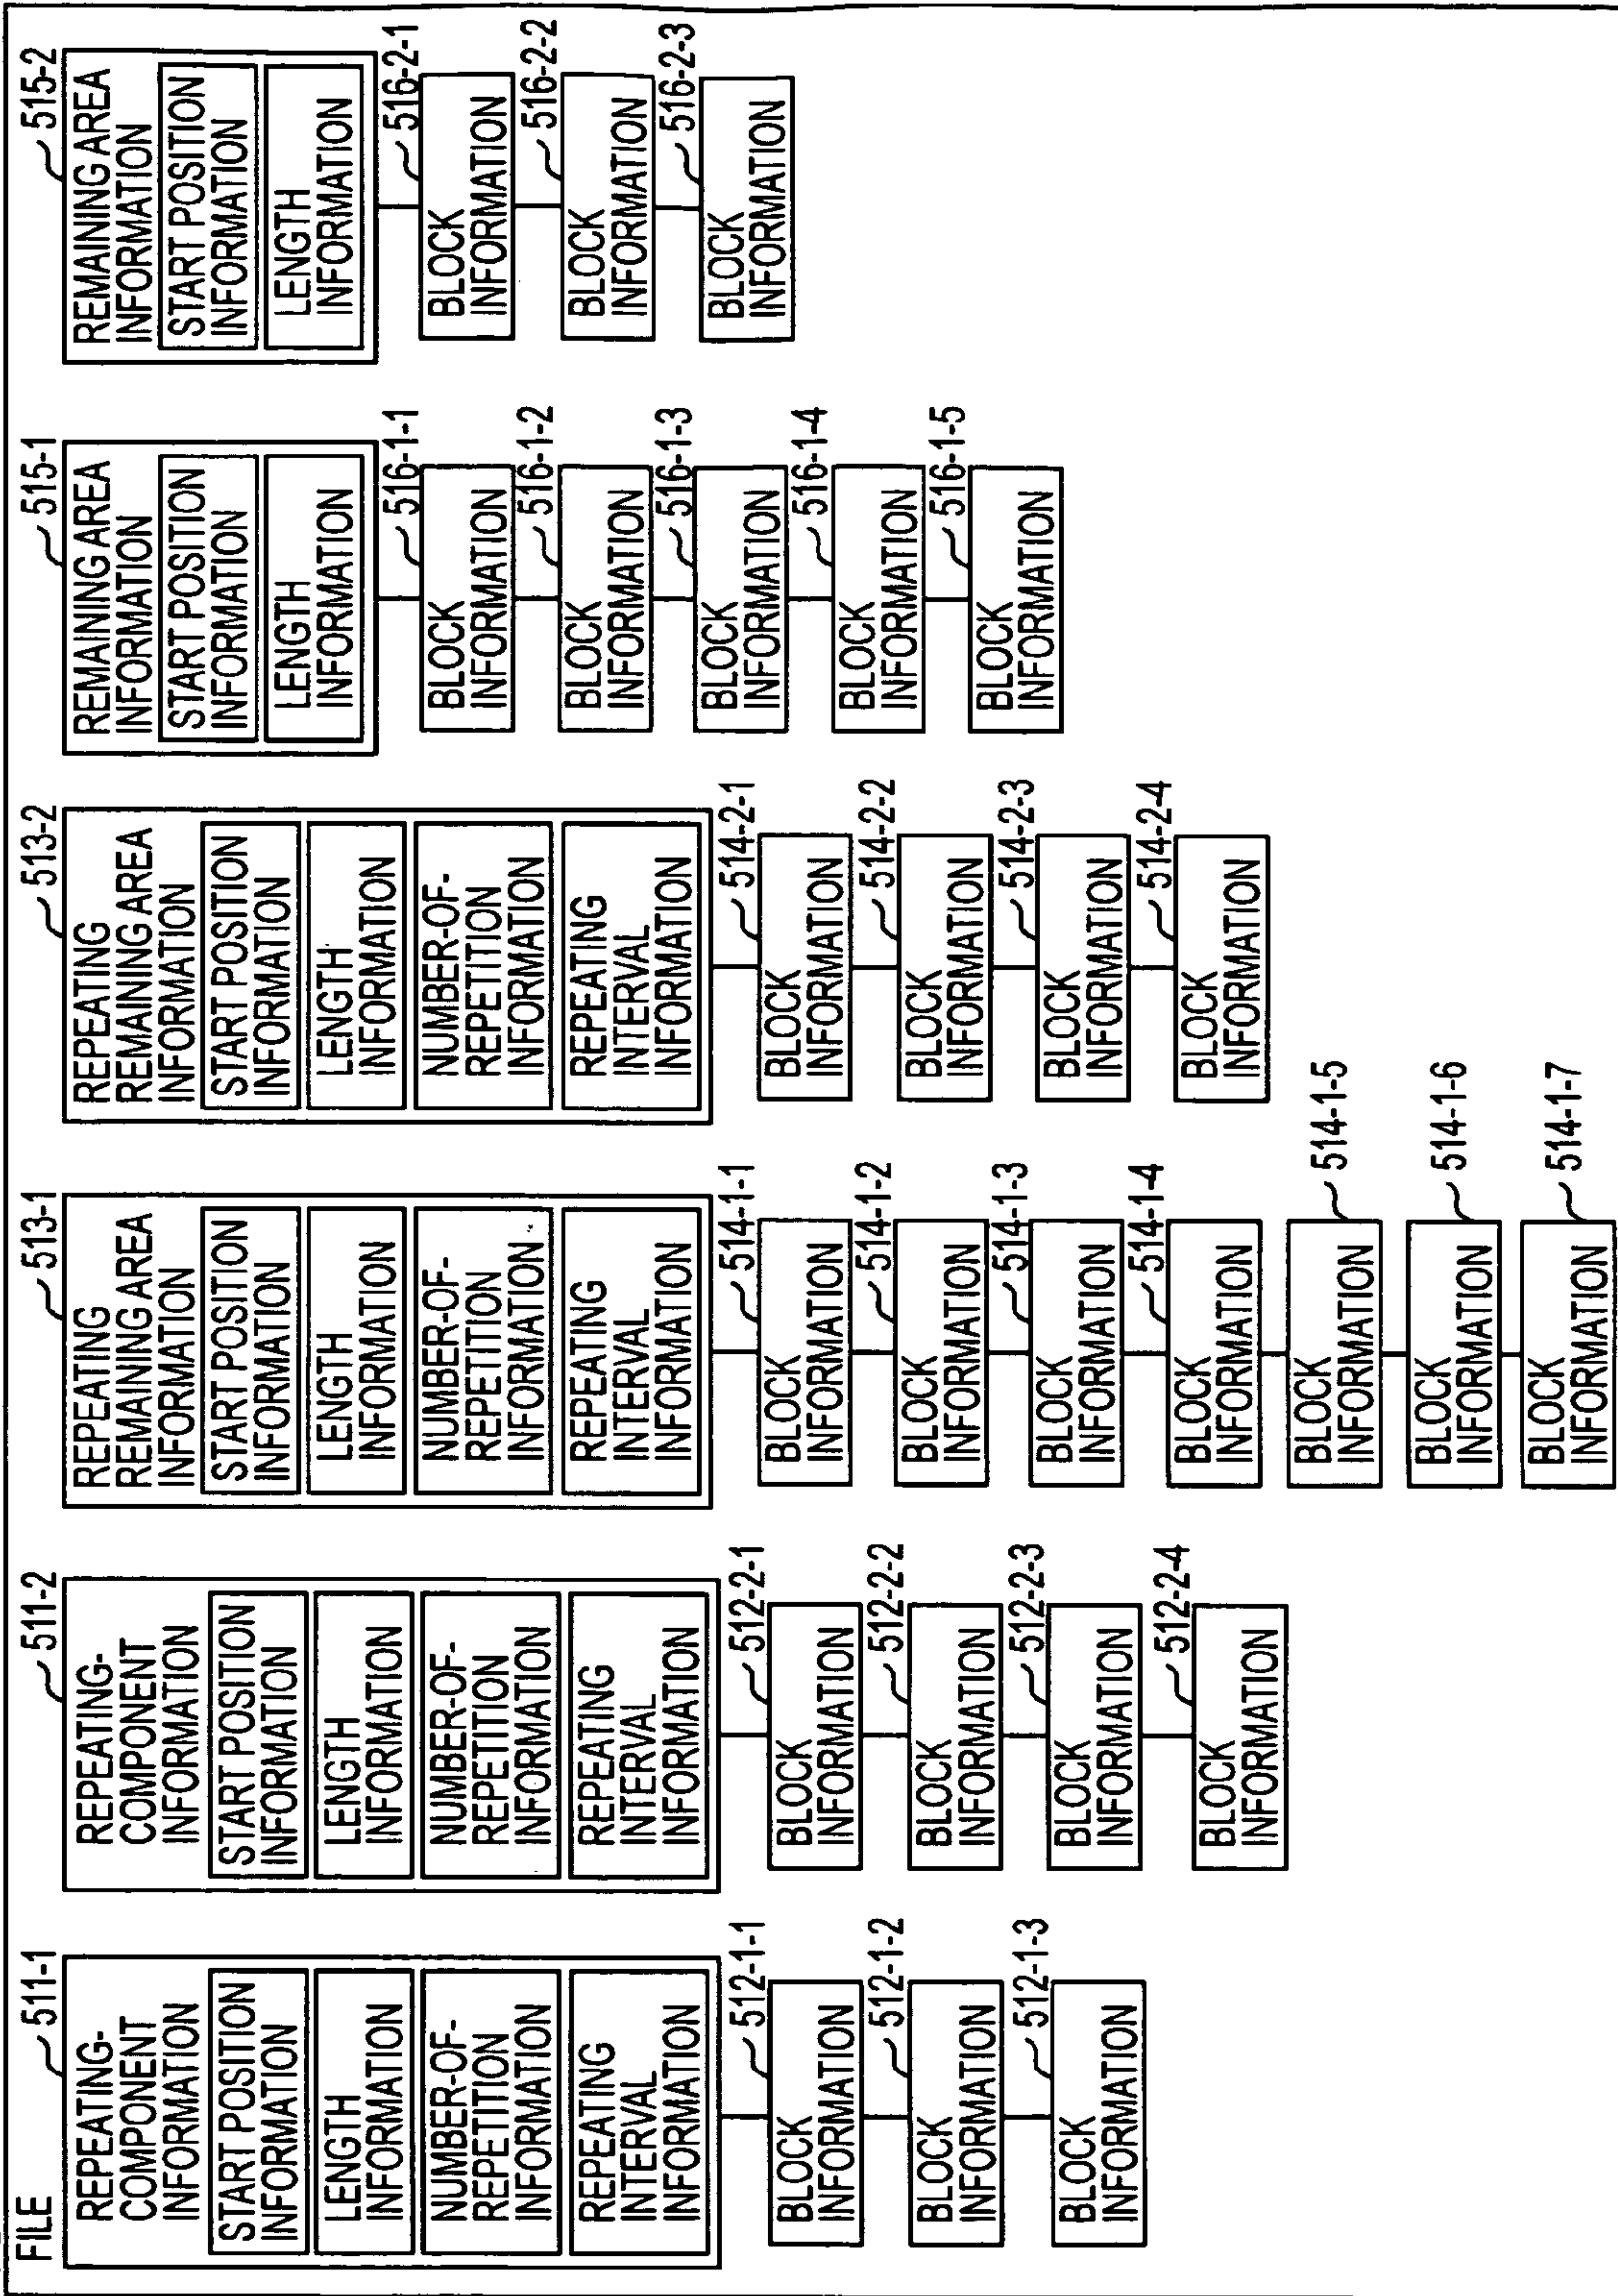 FILE
511-1
REPEATING-
COMPONENT
INFORMATION
START POSITION
INFORMATION
LENGTH
INFORMATION
NUMBER-OF-
REPETITION
INFORMATION
REPEATING
INTERVAL
INFORMATION
512-1-1
BLOCK
INFORMATION
512-1-2
BLOCK
INFORMATION
512-1-3
BLOCK
INFORMATION
511-2
REPEATING-
COMPONENT
INFORMATION
START POSITION
INFORMATION
LENGTH
INFORMATION
NUMBER-OF-
REPETITION
INFORMATION
REPEATING
INTERVAL
INFORMATION
512-2-1
BLOCK
INFORMATION
512-2-2
BLOCK
INFORMATION
512-2-3
BLOCK
INFORMATION
512-2-4
BLOCK
INFORMATION
513-1
REPEATING
REMAINING AREA
INFORMATION
START POSITION
INFORMATION
LENGTH
INFORMATION
NUMBER-OF-
REPETITION
INFORMATION
REPEATING
INTERVAL
INFORMATION
514-1-1
BLOCK
INFORMATION
514-1-2
BLOCK
INFORMATION
514-1-3
BLOCK
INFORMATION
514-1-4
BLOCK
INFORMATION
514-1-5
BLOCK
INFORMATION
514-1-6
BLOCK
INFORMATION
514-1-7
BLOCK
INFORMATION
513-2
REPEATING
REMAINING AREA
INFORMATION
START POSITION
INFORMATION
LENGTH
INFORMATION
NUMBER-OF-
REPETITION
INFORMATION
REPEATING
INTERVAL
INFORMATION
514-2-1
BLOCK
INFORMATION
514-2-2
BLOCK
INFORMATION
514-2-3
BLOCK
INFORMATION
514-2-4
BLOCK
INFORMATION
515-1
REMAINING AREA
INFORMATION
START POSITION
INFORMATION
LENGTH
INFORMATION
516-1-1
BLOCK
INFORMATION
516-1-2
BLOCK
INFORMATION
516-1-3
BLOCK
INFORMATION
516-1-4
BLOCK
INFORMATION
516-1-5
BLOCK
INFORMATION
515-2
REMAINING AREA
INFORMATION
START POSITION
INFORMATION
LENGTH
INFORMATION
516-2-1
BLOCK
INFORMATION
516-2-2
BLOCK
INFORMATION
516-2-3
BLOCK
INFORMATION